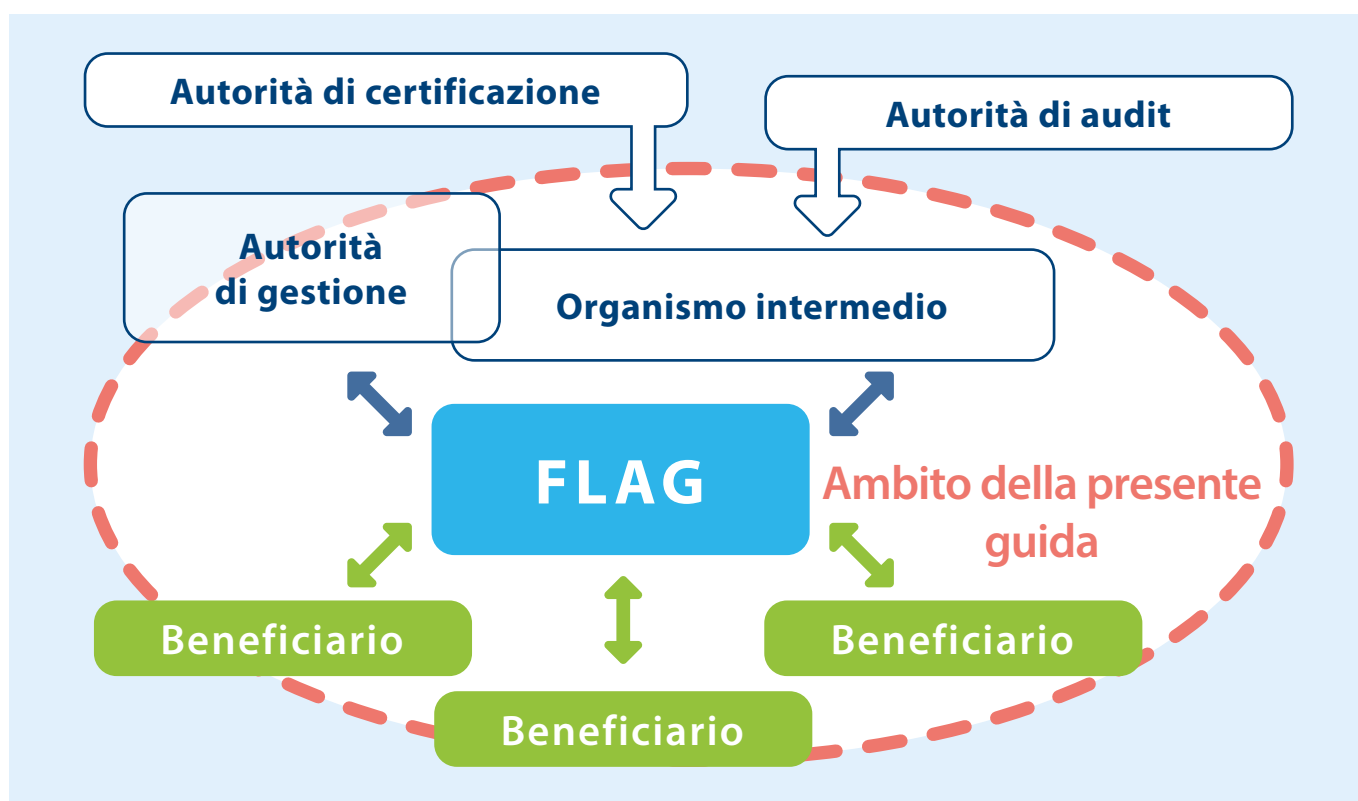 Autorità di certificazione
Autorità di audit
Autorità
di gestione
Organismo intermedio
FLAG
Ambito della presente
guida
Beneficiario
Beneficiario
Beneficiario